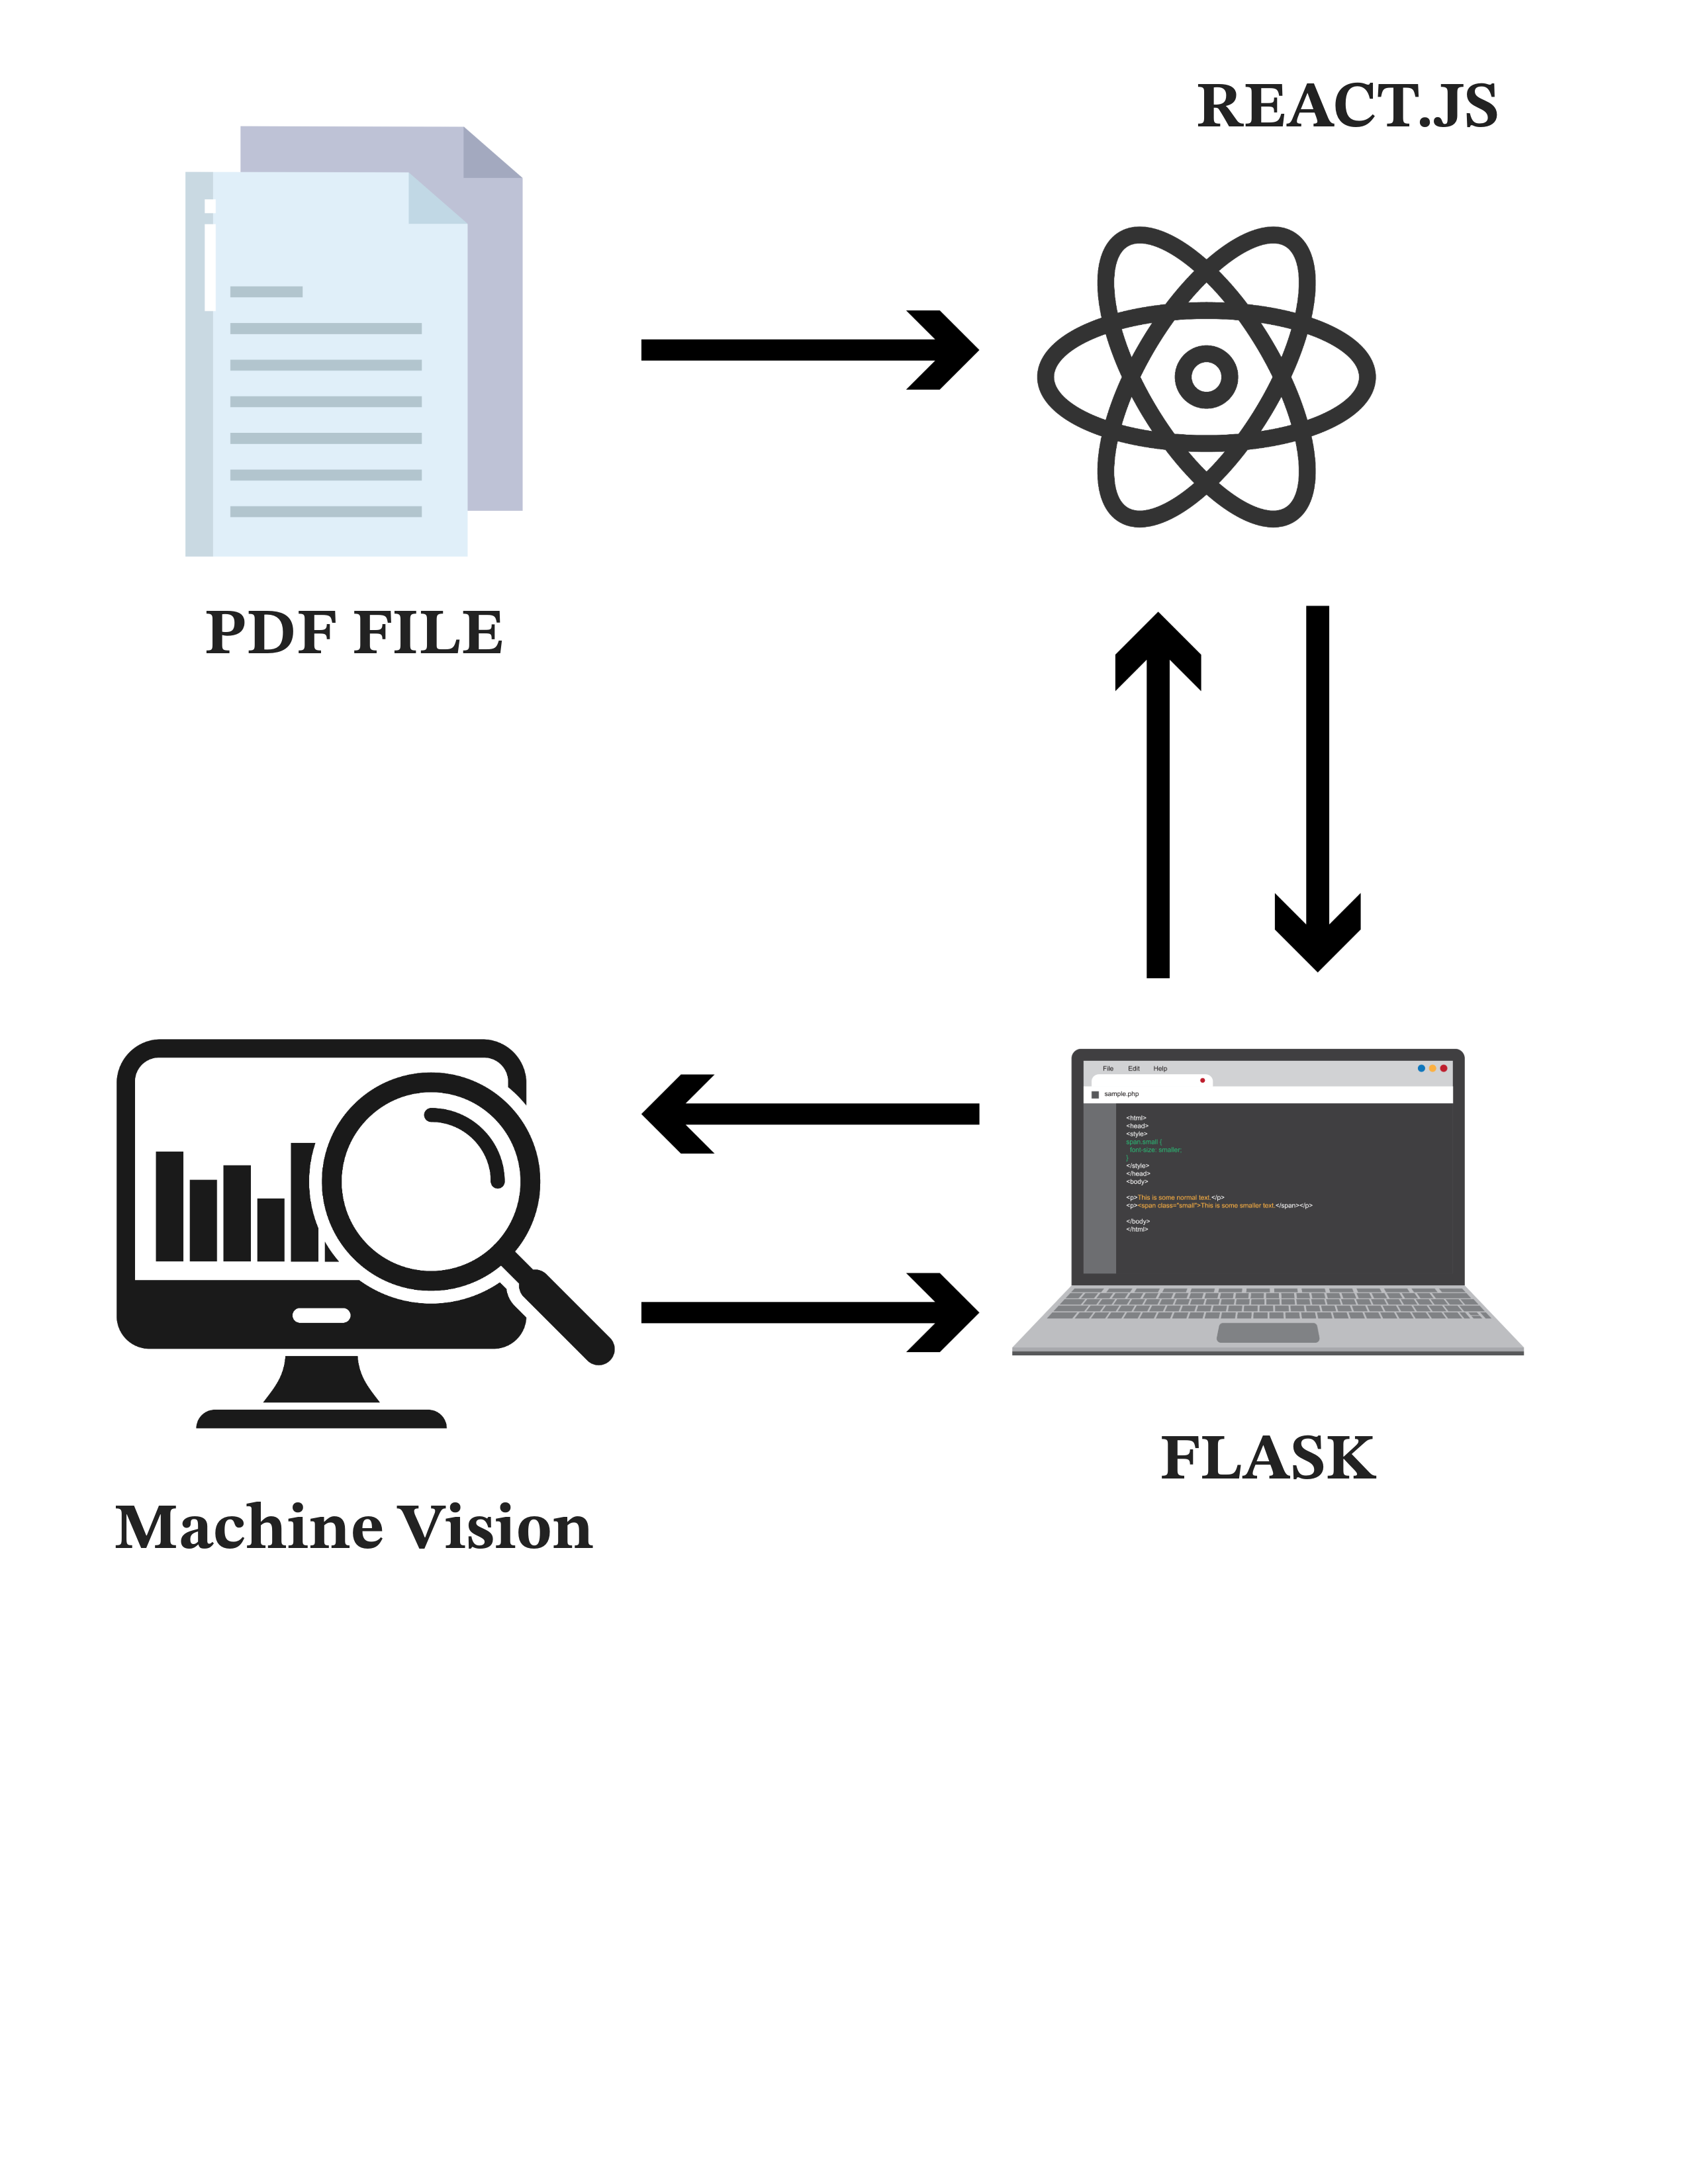 REACT.JS
PDF FILE
File Edit Help
sample.php
<html>
<head>
<style>
span.small {
font-size: smaller;
}
</style>
</head>
<body>
<p>This is some normal text.</p>
<p><span class="small">This is some smaller text.</span></p>
</body>
</html>
FLASK
Machine Vision